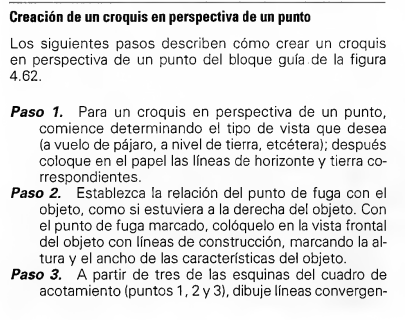 Creación de un croquis en perspectiva de un punto
Los siguientes pasos describen cómo crear un croquis
en perspectiva de un punto del bloque guía de la figura
4.62.
Paso 1. Para un croquis en perspectiva de un punto,
comience determinando el tipo de vista que desea
(a vuelo de pájaro, a nivel de tierra, etcétera); después
coloque en el papel las líneas de horizonte y tierra co-
rrespondientes.
Paso 2. Establezca la relación del punto de fuga con el
objeto, como si estuviera a la derecha del objeto. Con
el punto de fuga marcado, colóquelo en la vista frontal
del objeto con líneas de construcción, marcando la al-
tura y el ancho de las características del objeto.
Paso 3. A partir de tres de las esquinas del cuadro de
acotamiento (puntos 1, 2 y 3), dibuje líneas convergen-